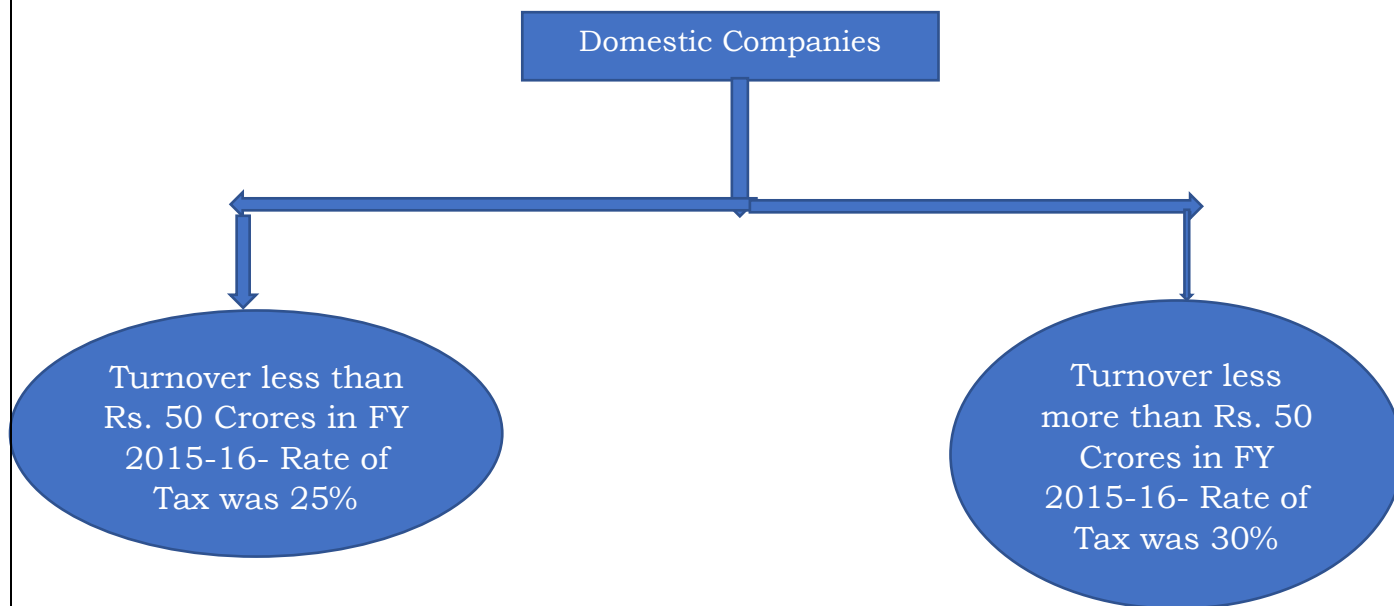 Domestic Companies
Turnover less than
Rs. 50 Crores in FY
2015-16- Rate of
Tax was 25%
Turnover less
more than Rs. 50
Crores in FY
2015-16- Rate of
Tax was 30%